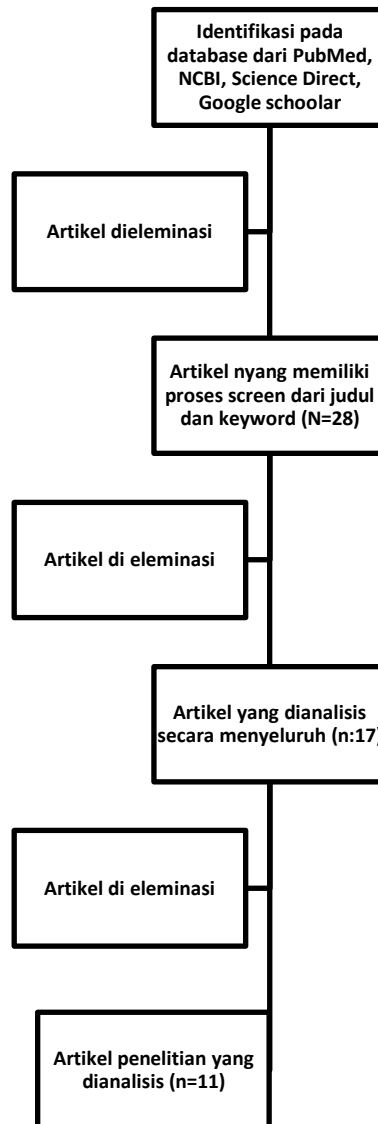 Identifikasi pada
database dari PubMed,
NCBI, Science Direct,
Google schoolar
Artikel dieleminasi
Artikel nyang memiliki
proses screen dari judul
dan keyword (N=28)
Artikel di eleminasi
Artikel yang dianalisis
secara menyeluruh (n:17)
Artikel di eleminasi
Artikel penelitian yang
dianalisis (n=11)